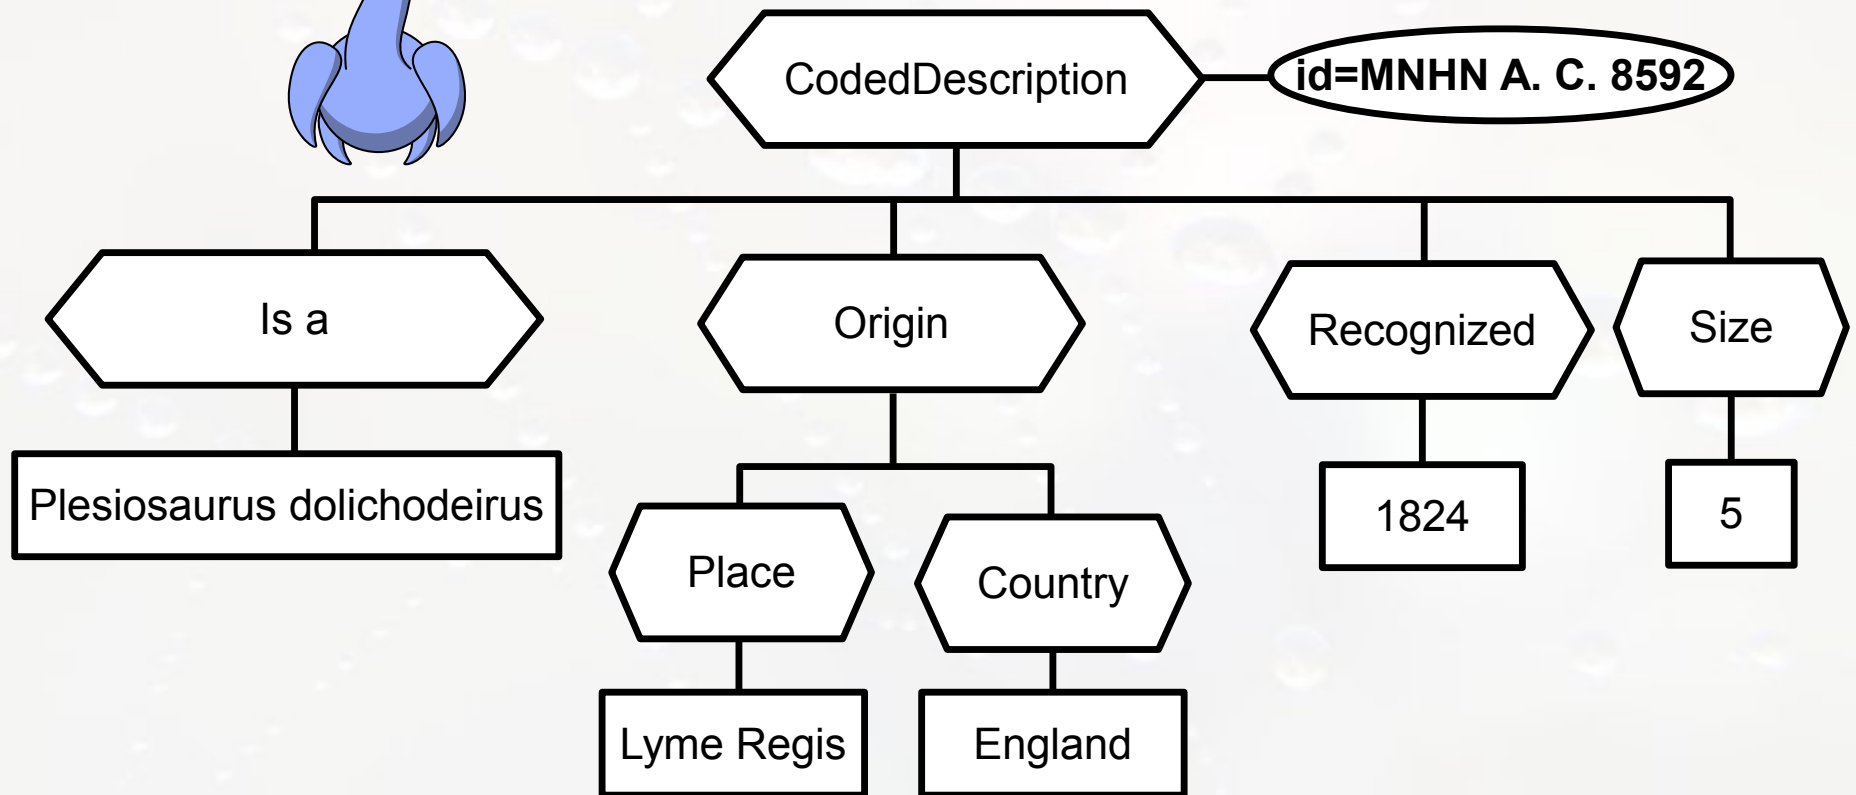 CodedDescription
id=MNHN A. C. 8592
Is a
Origin
Recognized
Size
Plesiosaurus dolichodeirus
1824
5
Place
Country
Lyme Regis
England